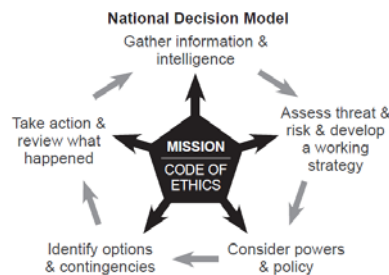 National Decision Model
Gather information &
intelligence
Assess threat &
risk & develop
a working
strategy
Consider powers
& policy
Identify options
& contingencies
Take action &
review what
happened
MISSION
CODE OF
ETHICS